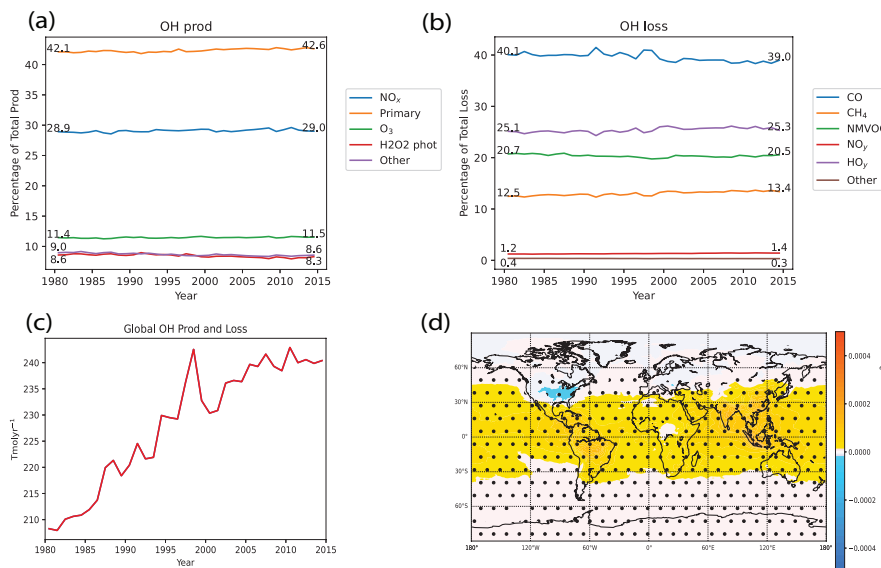 (a)
OH prod
Percentage of Total Prod
40
35
30
25
20
15
10
42.1
42.6
28.9
29.0
11.4
11.5
9.0
8.6
8.6
8.3
1980 1985 1990 1995 2000 2005 2010 2015
Year
NOx
Primary
O3
H2O2 phot
Other
(b)
OH loss
Percentage of Total Loss
40
30
20
10
0
40.1
39.0
25.1
25.3
20.7
20.5
12.5
13.4
1.2
1.4
0.4
0.3
1980 1985 1990 1995 2000 2005 2010 2015
Year
CO
CH4
NMVOC
NOy
HOy
Other
(c)
Global OH Prod and Loss
Tmolyr⁻¹
240
235
230
225
220
215
210
1980 1985 1990 1995 2000 2005 2010 2015
Year
(d)
60°N
30°N
0°
30°S
60°S
180° 120°W 60°W 0° 60°E 120°E 180°
0.0004
0.0002
0.0000
−0.0002
−0.0004